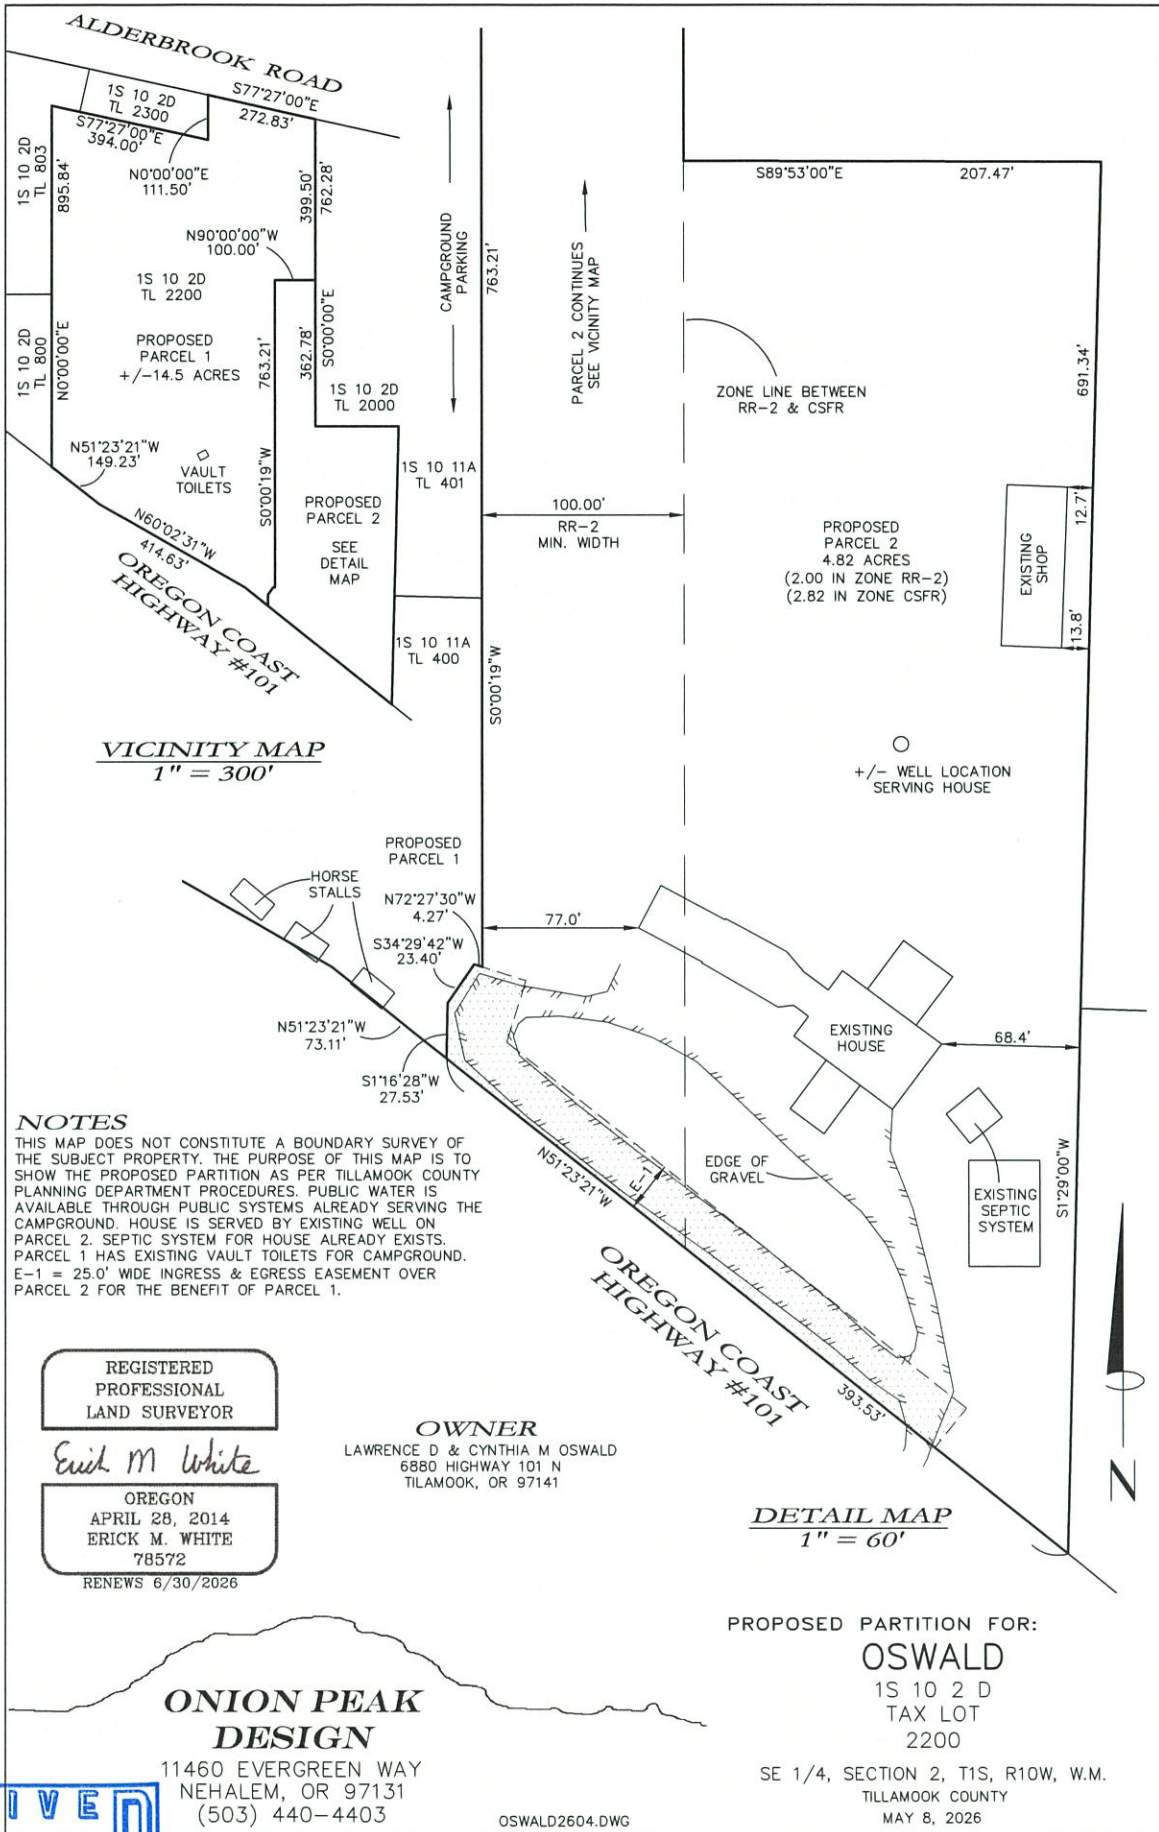 ALDERBROOK ROAD
1S 10 2D
TL 2300
S77°27'00"E
272.83'
S77°27'00"E
394.00'
1S 10 2D
TL 803
895.84'
N0°00'00"E
111.50'
399.50'
762.28'
N90°00'00"W
100.00'
1S 10 2D
TL 2200
S0°00'00"E
PROPOSED
PARCEL 1
+/-14.5 ACRES
763.21'
362.78'
1S 10 2D
TL 800
N0°00'00"E
1S 10 2D
TL 2000
N51°23'21"W
149.23'
VAULT
TOILETS
S0°00'19"W
PROPOSED
PARCEL 2
SEE
DETAIL
MAP
1S 10 11A
TL 401
N60°02'31"W
414.63'
OREGON COAST
HIGHWAY #101
1S 10 11A
TL 400
VICINITY MAP
1" = 300'
CAMPGROUND
PARKING
763.21'
PARCEL 2 CONTINUES
SEE VICINITY MAP
S89°53'00"E
207.47'
ZONE LINE BETWEEN
RR-2 & CSFR
691.34'
100.00'
RR-2
MIN. WIDTH
PROPOSED
PARCEL 2
4.82 ACRES
(2.00 IN ZONE RR-2)
(2.82 IN ZONE CSFR)
EXISTING
SHOP
12.7'
13.8'
S0°00'19"W
+/- WELL LOCATION
SERVING HOUSE
PROPOSED
PARCEL 1
HORSE
STALLS
N72°27'30"W
4.27'
77.0'
S34°29'42"W
23.40'
N51°23'21"W
73.11'
EXISTING
HOUSE
68.4'
S1°16'28"W
27.53'
N51°23'21"W
E-1
EDGE OF
GRAVEL
EXISTING
SEPTIC
SYSTEM
S1°29'00"W
OREGON COAST
HIGHWAY #101
393.53'
N
DETAIL MAP
1" = 60'
NOTES
THIS MAP DOES NOT CONSTITUTE A BOUNDARY SURVEY OF
THE SUBJECT PROPERTY. THE PURPOSE OF THIS MAP IS TO
SHOW THE PROPOSED PARTITION AS PER TILLAMOOK COUNTY
PLANNING DEPARTMENT PROCEDURES. PUBLIC WATER IS
AVAILABLE THROUGH PUBLIC SYSTEMS ALREADY SERVING THE
CAMPGROUND. HOUSE IS SERVED BY EXISTING WELL ON
PARCEL 2. SEPTIC SYSTEM FOR HOUSE ALREADY EXISTS.
PARCEL 1 HAS EXISTING VAULT TOILETS FOR CAMPGROUND.
E-1 = 25.0' WIDE INGRESS & EGRESS EASEMENT OVER
PARCEL 2 FOR THE BENEFIT OF PARCEL 1.
REGISTERED
PROFESSIONAL
LAND SURVEYOR
Erick M White
OREGON
APRIL 28, 2014
ERICK M. WHITE
78572
RENEWS 6/30/2026
OWNER
LAWRENCE D & CYNTHIA M OSWALD
6880 HIGHWAY 101 N
TILAMOOK, OR 97141
ONION PEAK
DESIGN
11460 EVERGREEN WAY
NEHALEM, OR 97131
(503) 440-4403
IVED
OSWALD2604.DWG
PROPOSED PARTITION FOR:
OSWALD
1S 10 2 D
TAX LOT
2200
SE 1/4, SECTION 2, T1S, R10W, W.M.
TILLAMOOK COUNTY
MAY 8, 2026